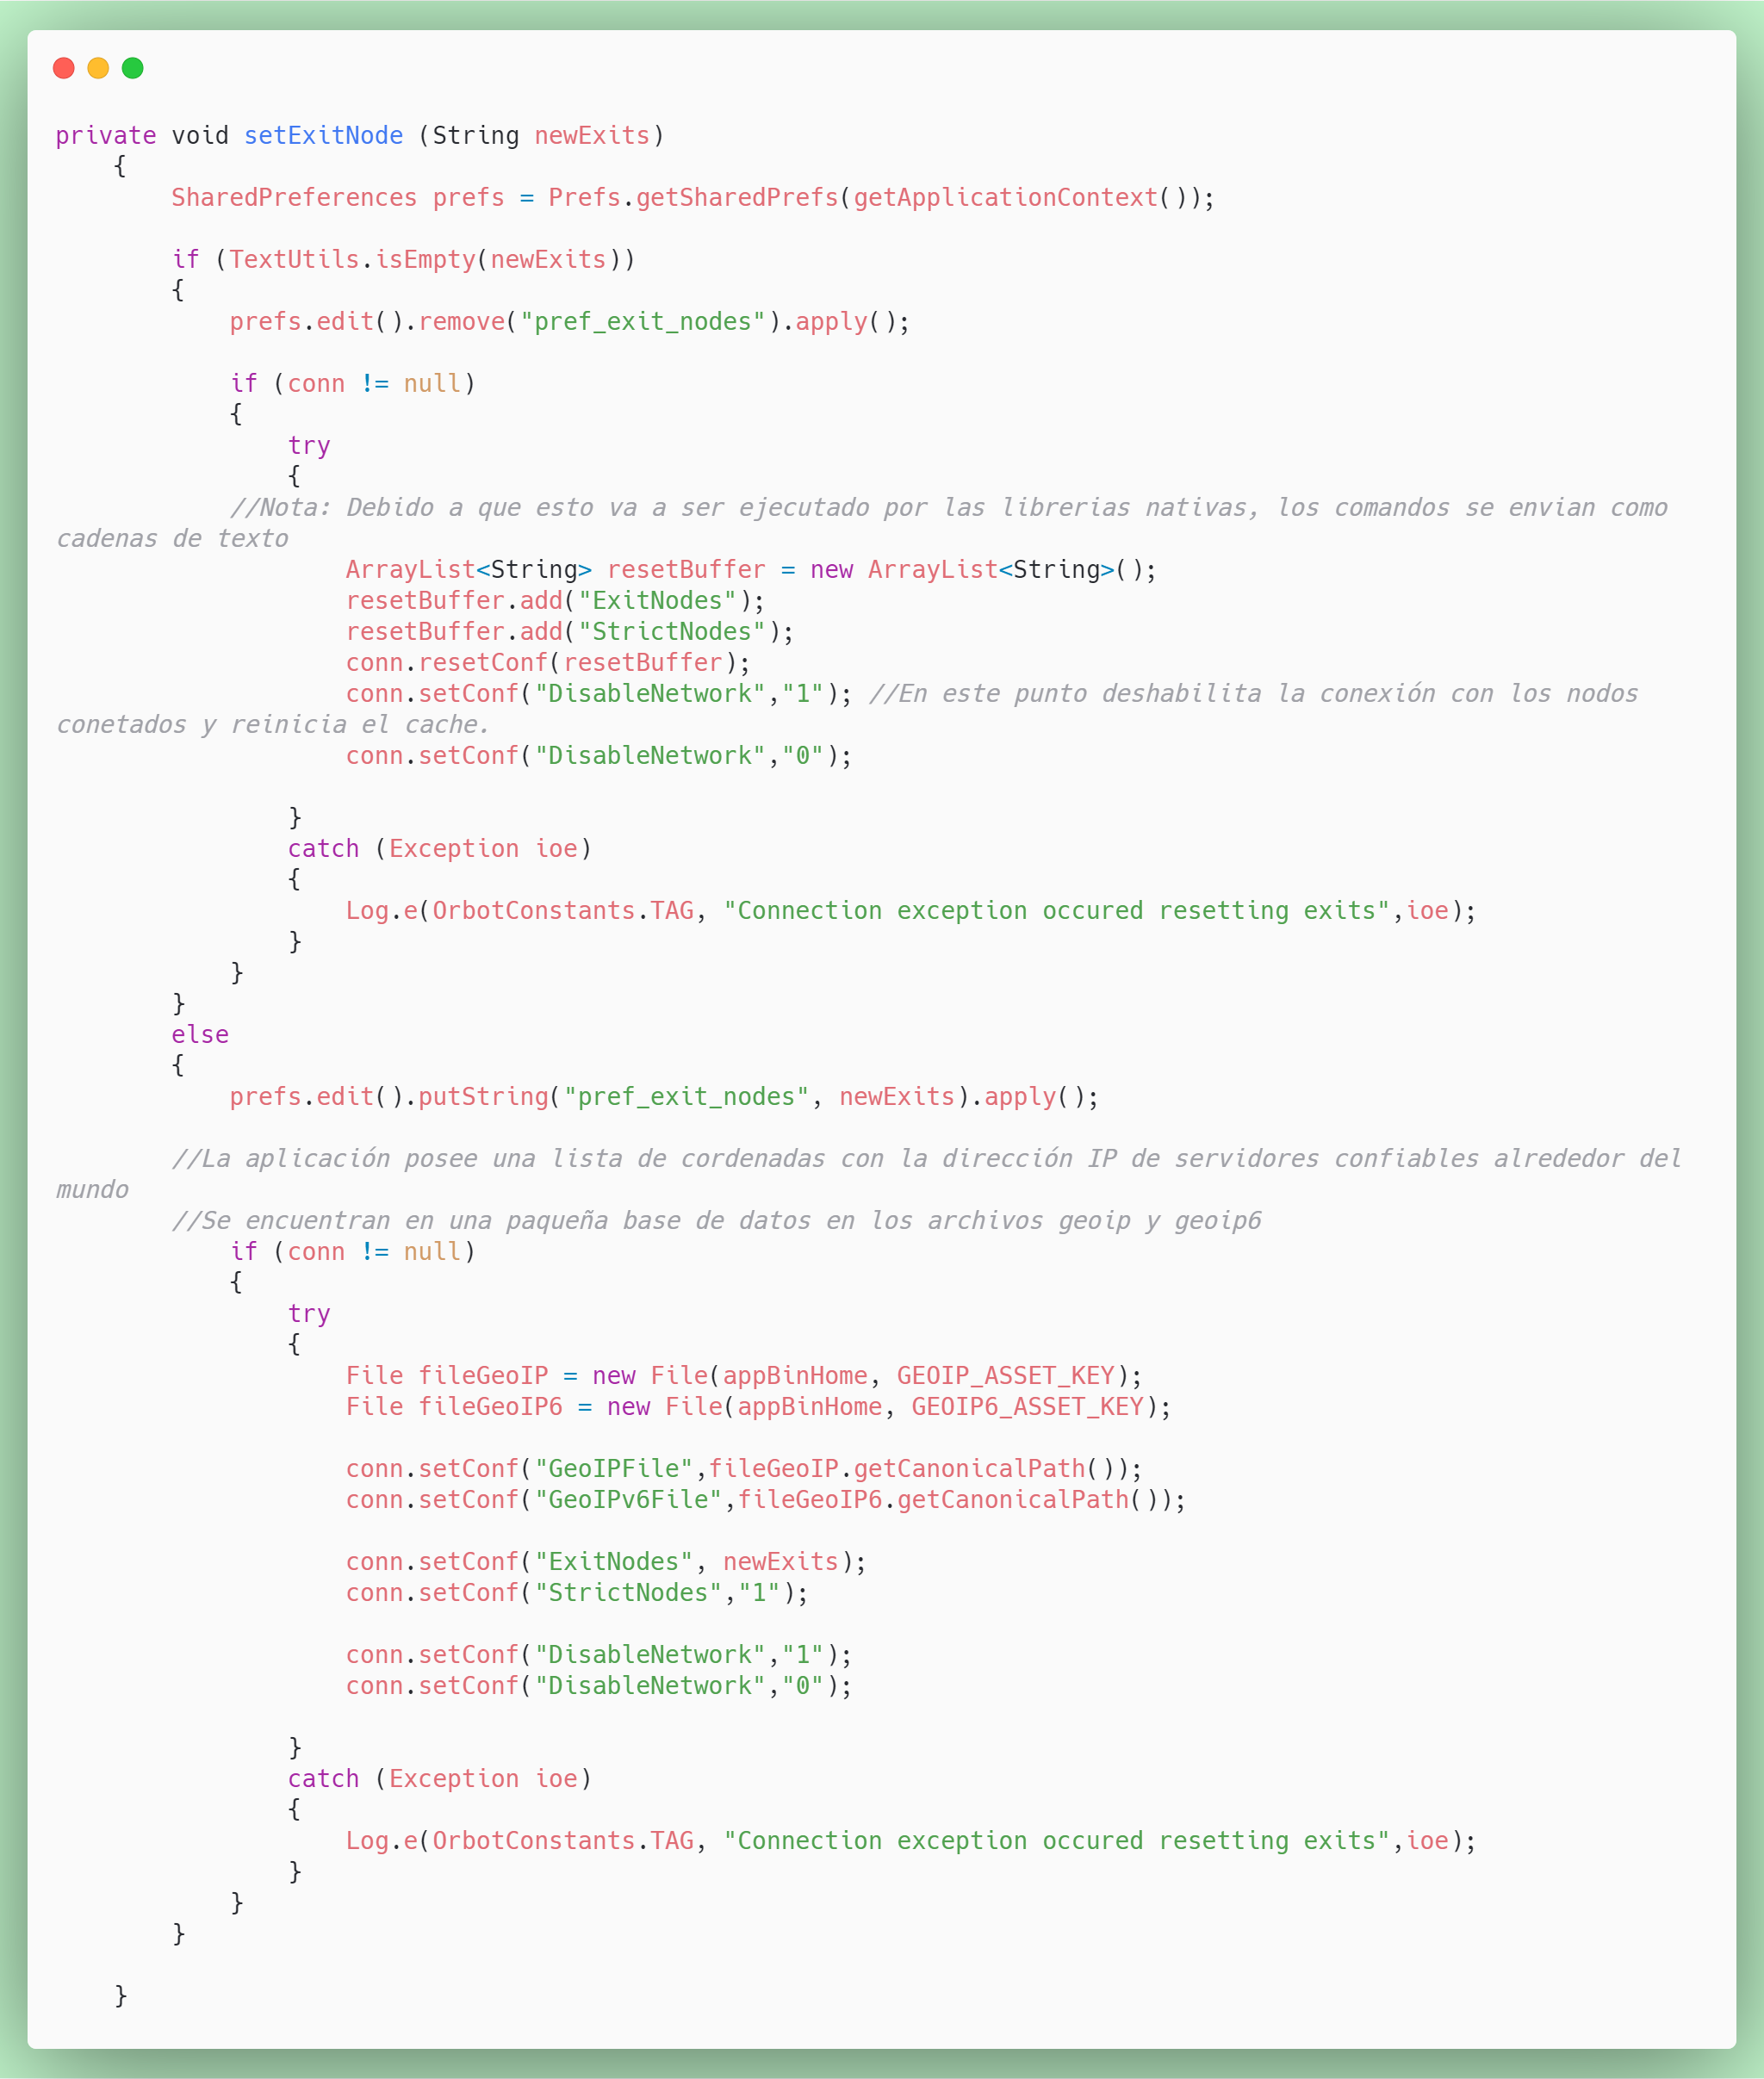 private void setExitNode (String newExits)
    {
        SharedPreferences prefs = Prefs.getSharedPrefs(getApplicationContext());

        if (TextUtils.isEmpty(newExits))
        {
            prefs.edit().remove("pref_exit_nodes").apply();

            if (conn != null)
            {
                try
                {
            //Nota: Debido a que esto va a ser ejecutado por las librerias nativas, los comandos se envian como
cadenas de texto
                    ArrayList<String> resetBuffer = new ArrayList<String>();
                    resetBuffer.add("ExitNodes");
                    resetBuffer.add("StrictNodes");
                    conn.resetConf(resetBuffer);
                    conn.setConf("DisableNetwork","1"); //En este punto deshabilita la conexión con los nodos
conetados y reinicia el cache.
                    conn.setConf("DisableNetwork","0");

                }
                catch (Exception ioe)
                {
                    Log.e(OrbotConstants.TAG, "Connection exception occured resetting exits",ioe);
                }
            }
        }
        else
        {
            prefs.edit().putString("pref_exit_nodes", newExits).apply();

        //La aplicación posee una lista de cordenadas con la dirección IP de servidores confiables alrededor del
mundo
        //Se encuentran en una paqueña base de datos en los archivos geoip y geoip6
            if (conn != null)
            {
                try
                {
                    File fileGeoIP = new File(appBinHome, GEOIP_ASSET_KEY);
                    File fileGeoIP6 = new File(appBinHome, GEOIP6_ASSET_KEY);

                    conn.setConf("GeoIPFile",fileGeoIP.getCanonicalPath());
                    conn.setConf("GeoIPv6File",fileGeoIP6.getCanonicalPath());

                    conn.setConf("ExitNodes", newExits);
                    conn.setConf("StrictNodes","1");

                    conn.setConf("DisableNetwork","1");
                    conn.setConf("DisableNetwork","0");

                }
                catch (Exception ioe)
                {
                    Log.e(OrbotConstants.TAG, "Connection exception occured resetting exits",ioe);
                }
            }
        }

    }